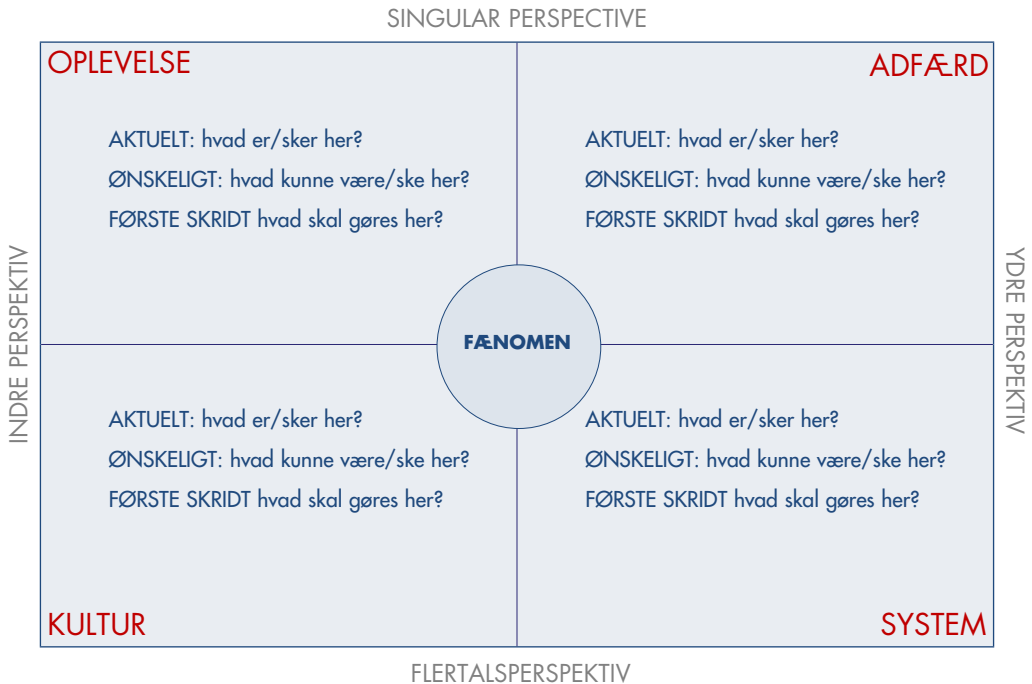 SINGULAR PERSPECTIVE
OPLEVELSE
ADFÆRD
AKTUELT: hvad er/sker her?
ØNSKELIGT: hvad kunne være/ske her?
FØRSTE SKRIDT hvad skal gøres her?
AKTUELT: hvad er/sker her?
ØNSKELIGT: hvad kunne være/ske her?
FØRSTE SKRIDT hvad skal gøres her?
INDRE PERSPEKTIV
FÆNOMEN
YDRE PERSPEKTIV
AKTUELT: hvad er/sker her?
ØNSKELIGT: hvad kunne være/ske her?
FØRSTE SKRIDT hvad skal gøres her?
AKTUELT: hvad er/sker her?
ØNSKELIGT: hvad kunne være/ske her?
FØRSTE SKRIDT hvad skal gøres her?
KULTUR
SYSTEM
FLERTALSPERSPEKTIV